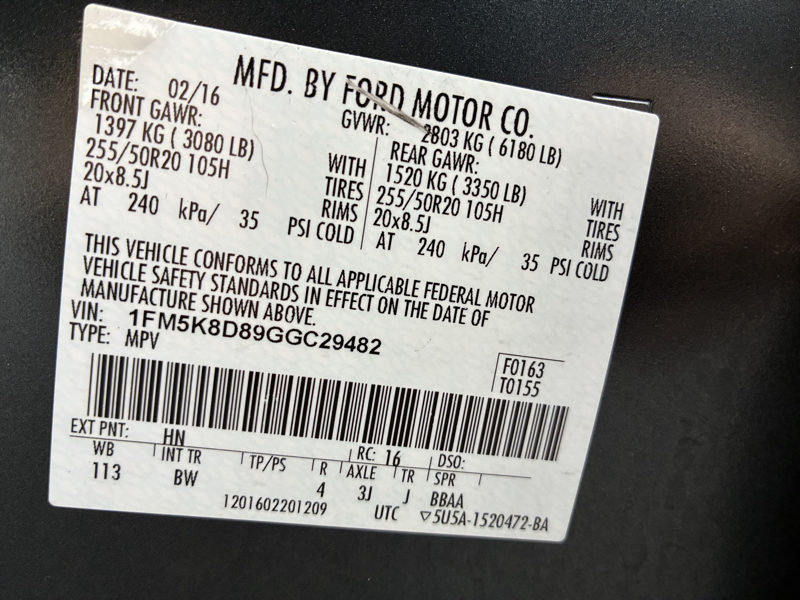 MFD. BY FORD MOTOR CO.
DATE: 02/16 GVWR: 2803 KG ( 6180 LB)
FRONT GAWR: REAR GAWR:
1397 KG ( 3080 LB) WITH 1520 KG ( 3350 LB) WITH
255/50R20 105H TIRES 255/50R20 105H TIRES
20x8.5J RIMS 20x8.5J RIMS
AT 240 kPa/ 35 PSI COLD AT 240 kPa/ 35 PSI COLD
THIS VEHICLE CONFORMS TO ALL APPLICABLE FEDERAL MOTOR
VEHICLE SAFETY STANDARDS IN EFFECT ON THE DATE OF
MANUFACTURE SHOWN ABOVE.
VIN: 1FM5K8D89GGC29482
TYPE: MPV
F0163
T0155
EXT PNT: HN RC: 16 DSO:
WB INT TR TP/PS R AXLE TR SPR
113 BW 4 3J J BBAA
1201602201209 UTC ▽5U5A-1520472-BA